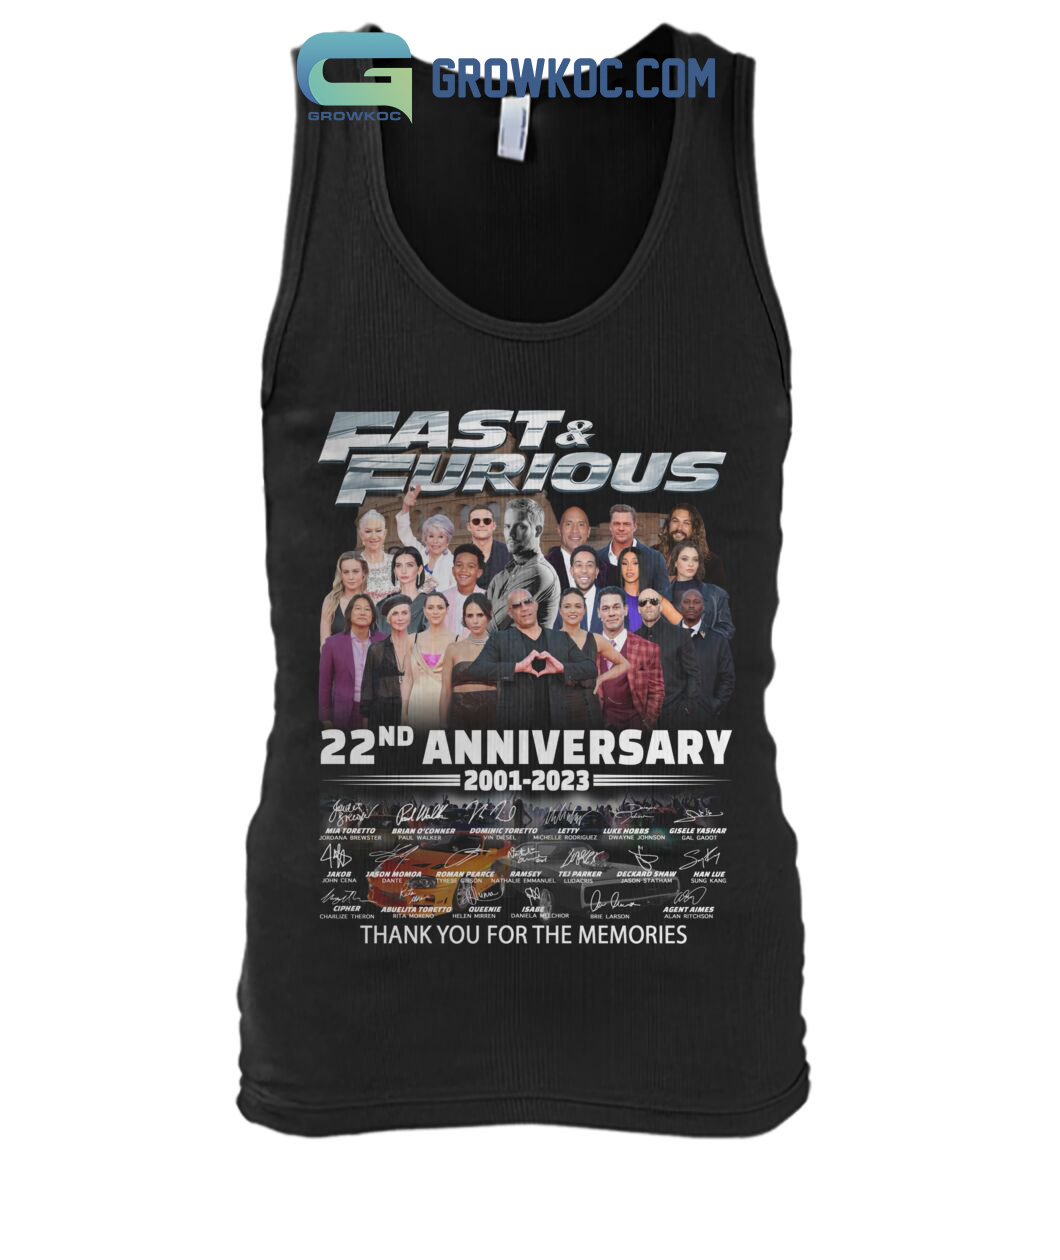 GROWKOC.COM
GROWKOC
FAST &
FURIOUS
22ND ANNIVERSARY
2001-2023
MIA TORETTO BRIAN O'CONNER DOMINIC TORETTO LETTY LUKE HOBBS GISELE YASHAR
JORDANA BREWSTER PAUL WALKER VIN DIESEL MICHELLE RODRIGUEZ DWAYNE JOHNSON GAL GADOT
JAKOB JASON MOMOA ROMAN PEARCE RAMSEY TEJ PARKER DECKARD SHAW HAN LUE
JOHN CENA DANTE TYRESE GIBSON NATHALIE EMMANUEL LUDACRIS JASON STATHAM SUNG KANG
CIPHER ABUELITA TORETTO QUEENIE ISABE AGENT AIMES
CHARLIZE THERON RITA MORENO HELEN MIRREN DANIELA MELCHIOR BRIE LARSON ALAN RITCHSON
THANK YOU FOR THE MEMORIES